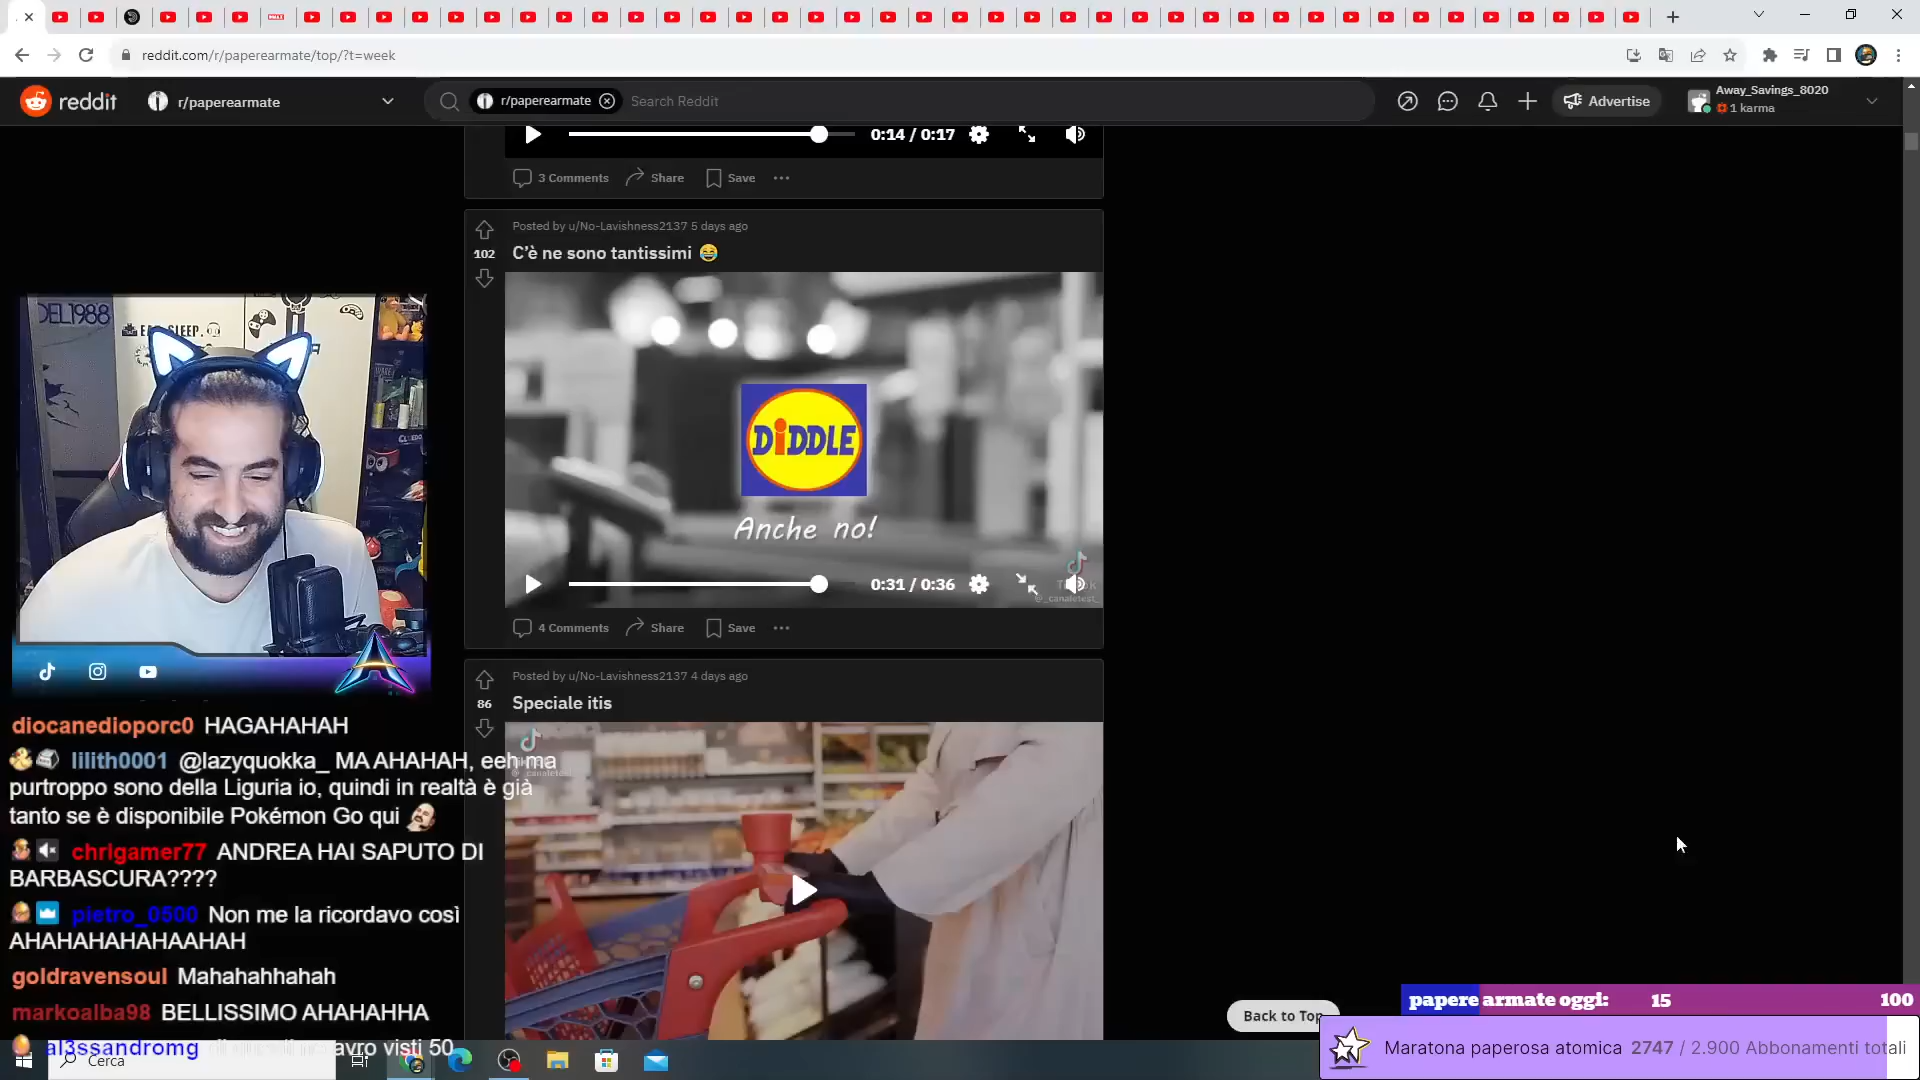 reddit.com/r/paperearmate/top/?t=week
reddit
r/paperearmate
r/paperearmate
Search Reddit
Advertise
Away_Savings_8020
1 karma
0:14 / 0:17
3 Comments
Share
Save
Posted by u/No-Lavishness2137 5 days ago
102
C'è ne sono tantissimi 😂
DiDDLE
Anche no!
0:31 / 0:36
4 Comments
Share
Save
Posted by u/No-Lavishness2137 4 days ago
86
Speciale itis
DEL1988
diocanedioporc0 HAGAHAHAH
lilith0001 @lazyquokka_ MA AHAHAH, eeh ma
purtroppo sono della Liguria io, quindi in realtà è già
tanto se è disponibile Pokémon Go qui
chrigamer77 ANDREA HAI SAPUTO DI
BARBASCURA????
pietro_0500 Non me la ricordavo così
AHAHAHAHAHAAHAH
goldravensoul Mahahahhahah
markoalba98 BELLISSIMO AHAHAHHA
al3ssandromg avro visti 50
Cerca
Back to Top
papere armate oggi: 15 100
Maratona paperosa atomica 2747 / 2.900 Abbonamenti totali